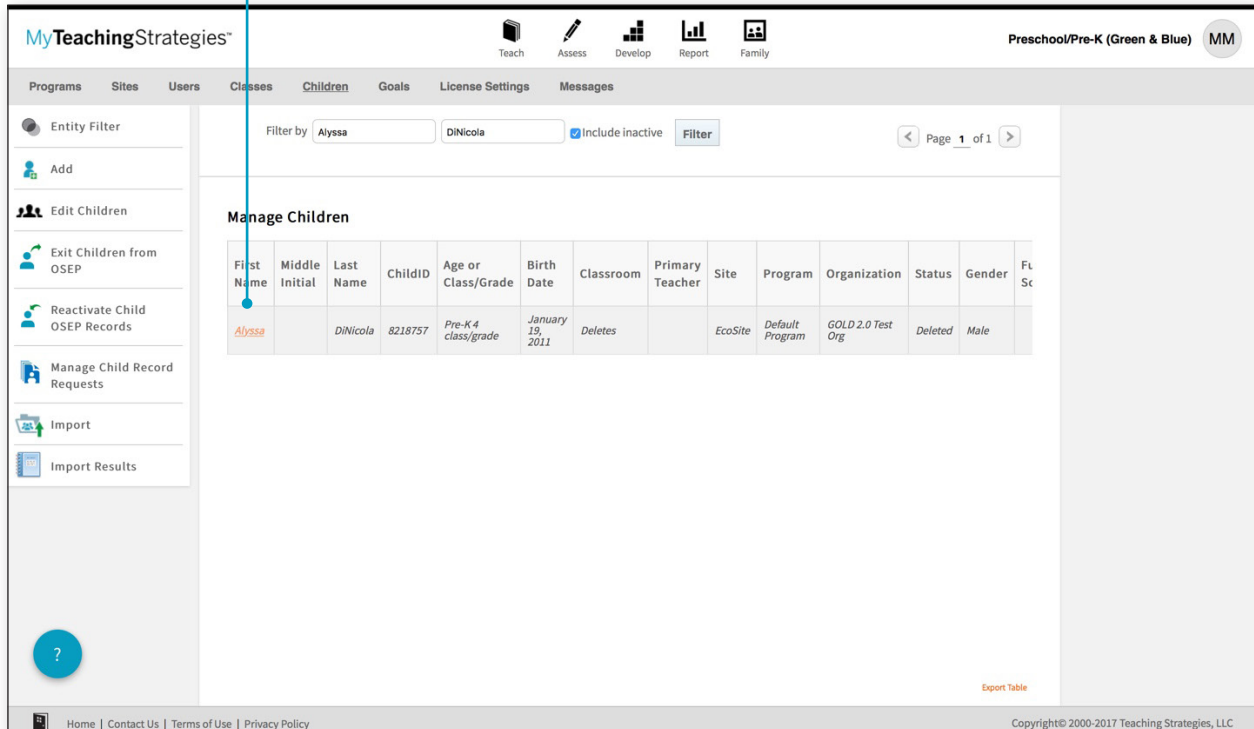 MyTeachingStrategies™
Teach Assess Develop Report Family
Preschool/Pre-K (Green & Blue) MM
Programs Sites Users Classes Children Goals License Settings Messages
Entity Filter
Add
Edit Children
Exit Children from
OSEP
Reactivate Child
OSEP Records
Manage Child Record
Requests
Import
Import Results
Filter by Alyssa DiNicola Include inactive Filter
Page 1 of 1
Manage Children
First Name Middle Initial Last Name ChildID Age or Class/Grade Birth Date Classroom Primary Teacher Site Program Organization Status Gender
Alyssa DiNicola 8218757 Pre-K 4 class/grade January 19, 2011 Deletes EcoSite Default Program GOLD 2.0 Test Org Deleted Male
Export Table
?
Home | Contact Us | Terms of Use | Privacy Policy
Copyright© 2000-2017 Teaching Strategies, LLC